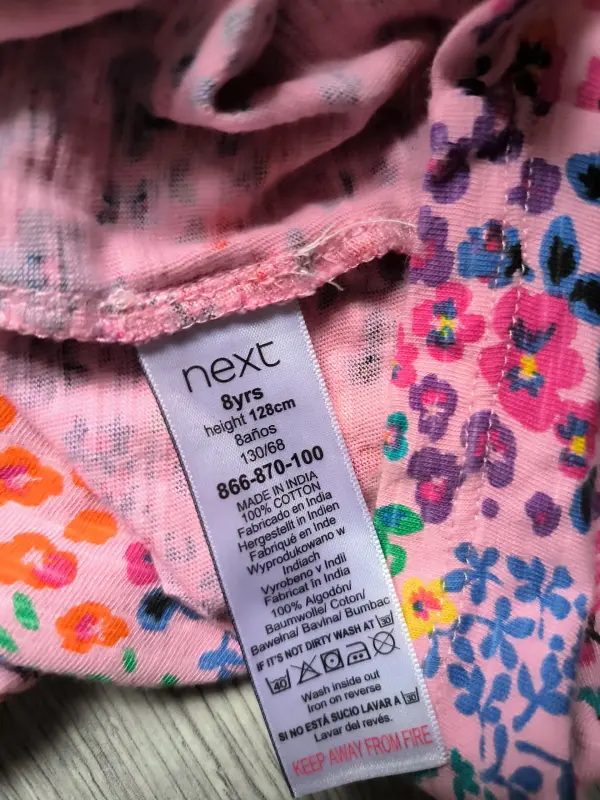 next
8yrs
height 128cm
8años
130/68
866-870-100
MADE IN INDIA
100% COTTON
Fabricado en India
Hergestellt in Indien
Fabriqué en Inde
Wyprodukowano w
Indiach
Vyrobeno v Indii
Fabricat în India
100% Algodón/
Baumwolle/ Coton/
Bawełna/ Bavlna/ Bumbac
IF IT'S NOT DIRTY WASH AT 30
40
Wash inside out
Iron on reverse
SI NO ESTÁ SUCIO LAVAR A 30
Lavar del revés.
KEEP AWAY FROM FIRE